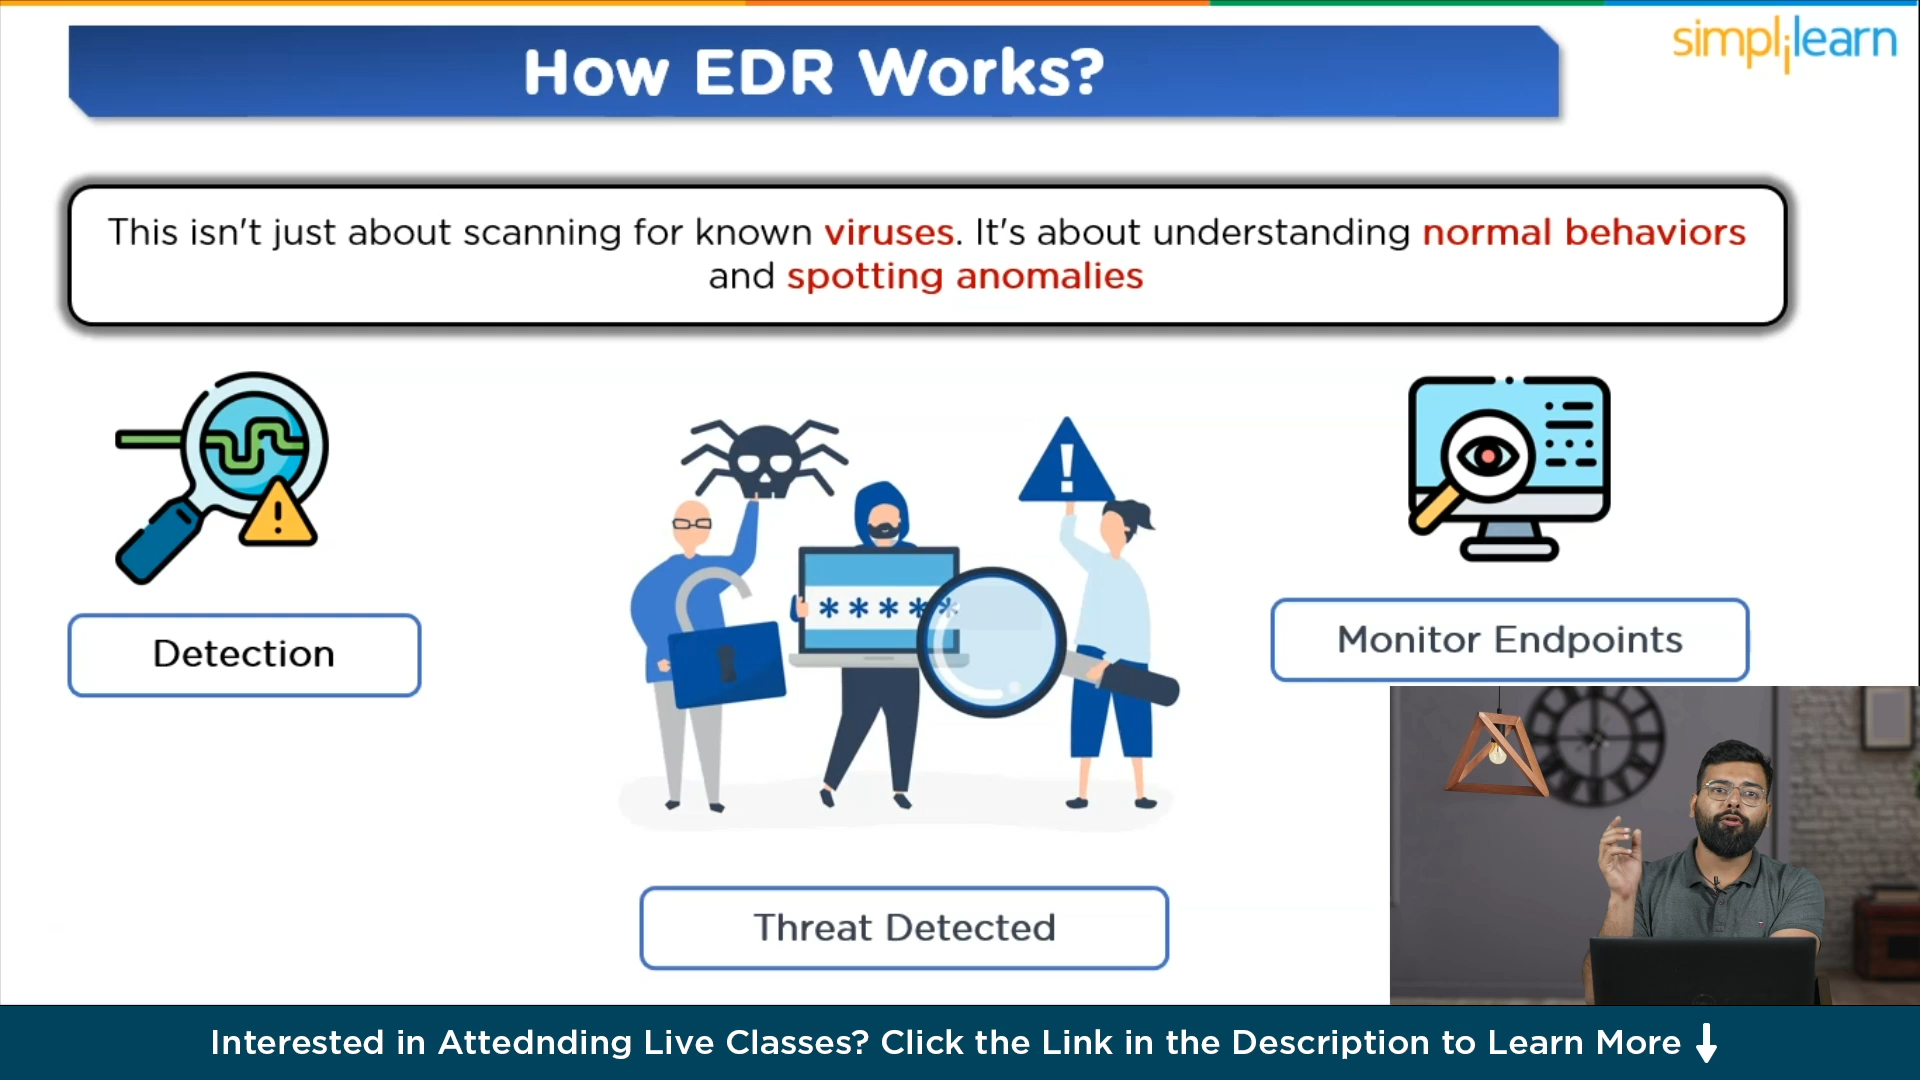 How EDR Works?
simplilearn
This isn't just about scanning for known viruses. It's about understanding normal behaviors
and spotting anomalies
*****
Detection
Monitor Endpoints
Threat Detected
Interested in Attednding Live Classes? Click the Link in the Description to Learn More